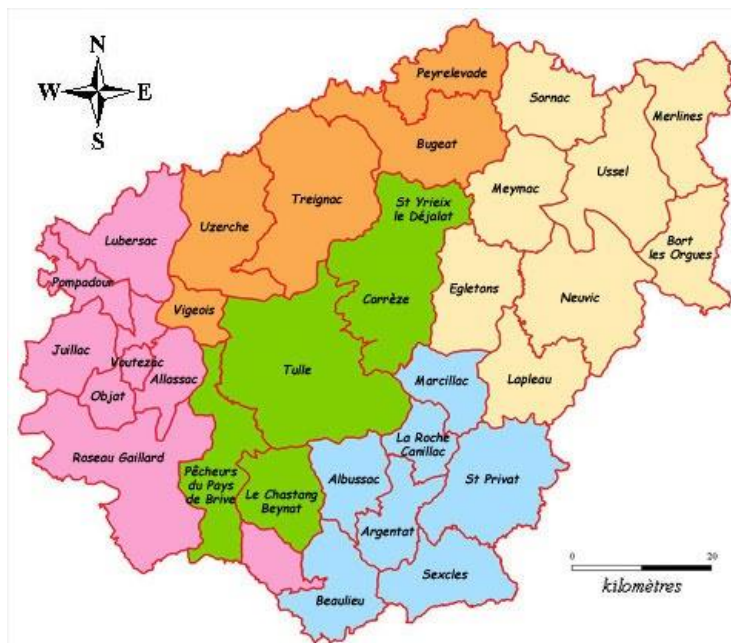 N
W E
S
Peyrelevade
Sornac
Merlines
Bugeat
Ussel
Meymac
Treignac
St Yrieix
le Déjalat
Uzerche
Lubersac
Bort
les Orgues
Pompadour
Egletons
Neuvic
Corrèze
Vigeois
Juillac
Voutezac
Allassac
Tulle
Marcillac
Lapleau
Objat
La Roche
Canillac
Roseau Gaillard
Pêcheurs
du Pays
de Brive
Le Chastang
Beynat
Albussac
St Privat
Argentat
0 20
kilomètres
Sexcles
Beaulieu